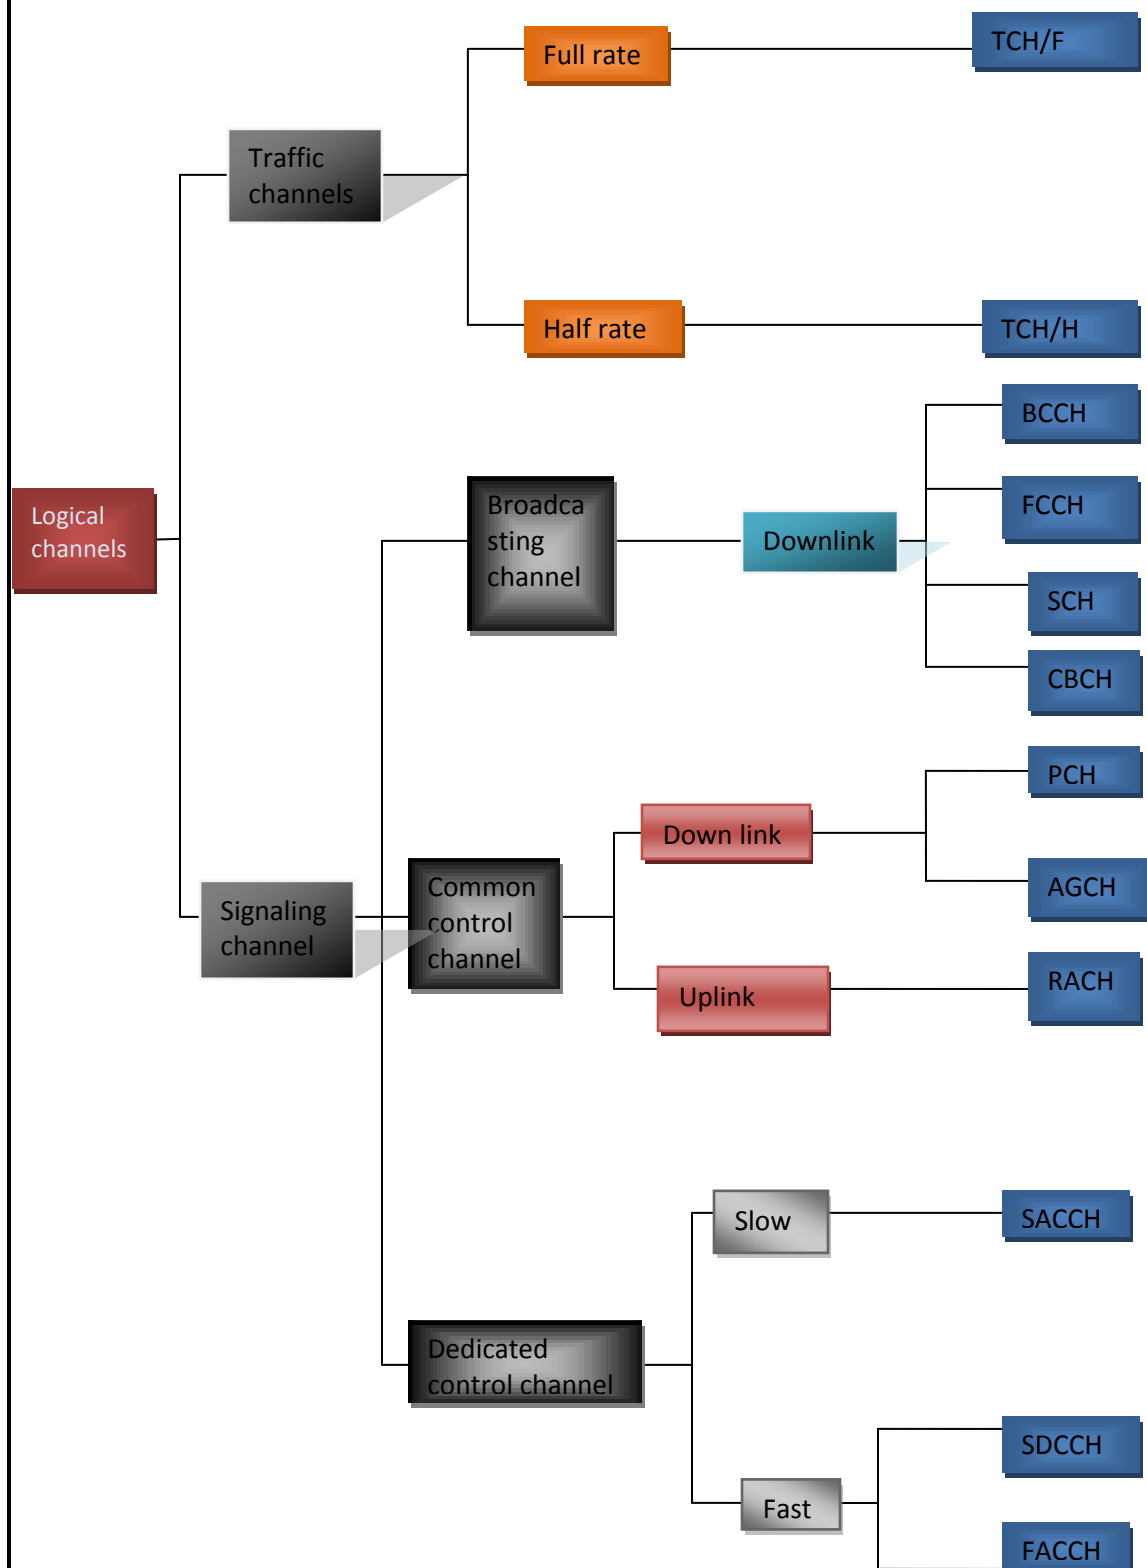 Full rate
TCH/F
Traffic
channels
Half rate
TCH/H
BCCH
Logical
channels
Broadca
sting
channel
Downlink
FCCH
SCH
CBCH
PCH
Down link
AGCH
Signaling
channel
Common
control
channel
Uplink
RACH
Slow
SACCH
Dedicated
control channel
SDCCH
Fast
FACCH